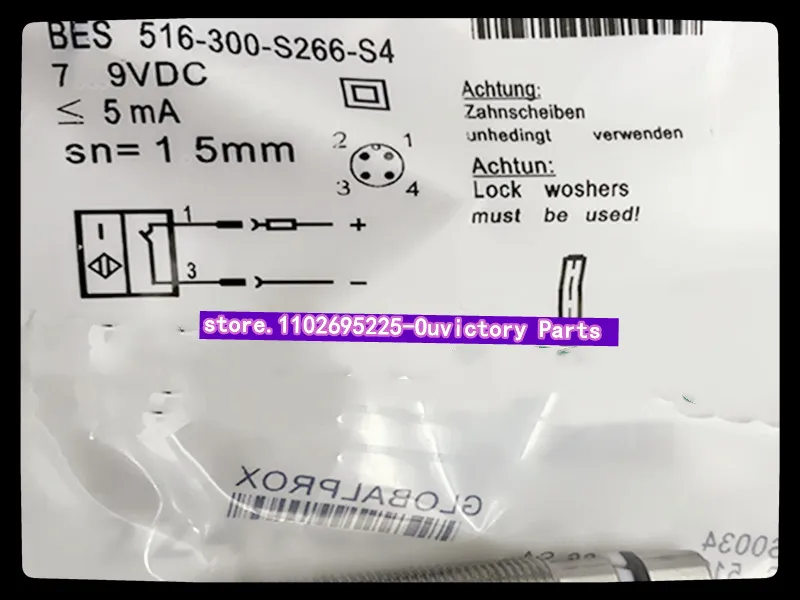 BES 516-300-S266-S4
7 9VDC
≤ 5 mA
sn= 1 5mm
2 1
3 4
1
+
3
−
Achtung:
Zahnscheiben
unhedingt verwenden
Achtun:
Lock woshers
must be used!
store.1102695225-Ouvictory Parts
GLOBALPROX
60034